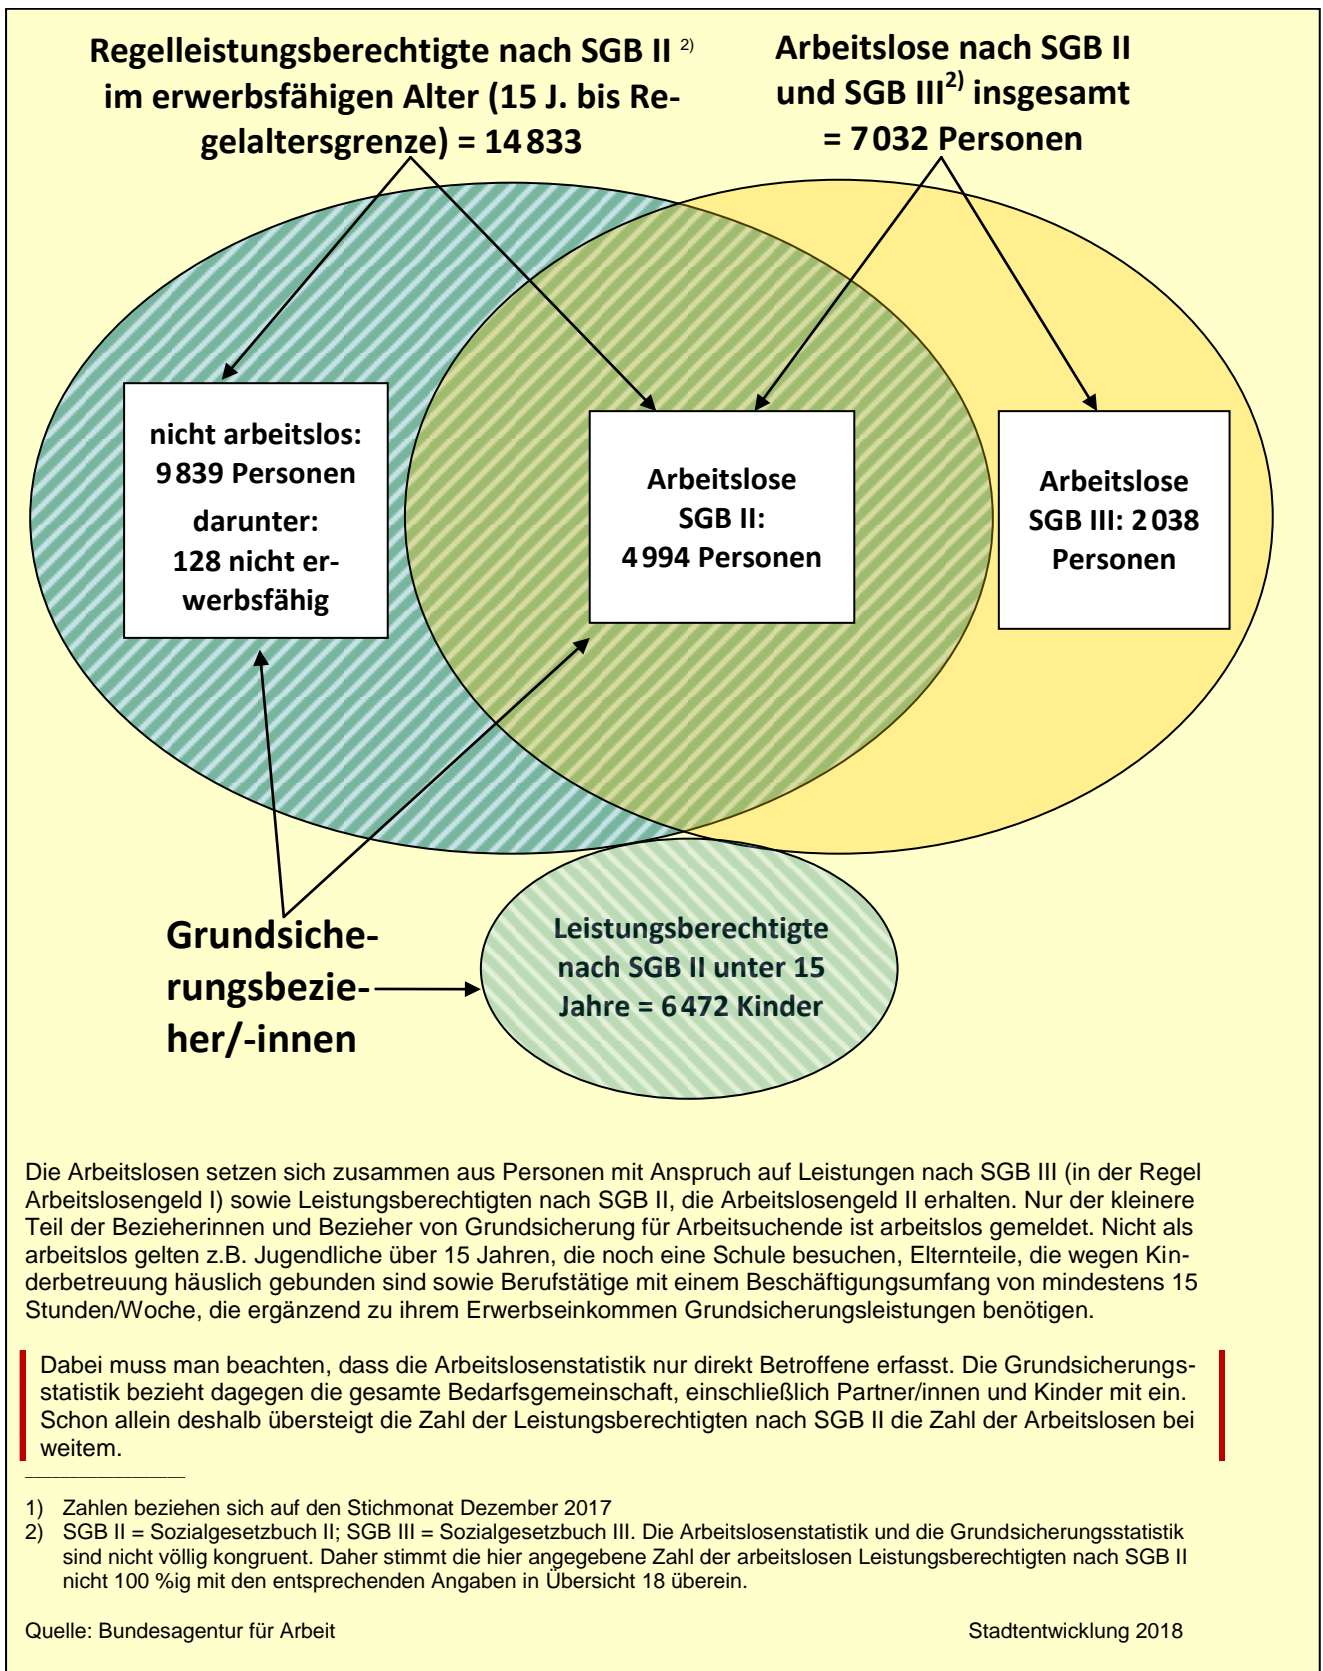 Regelleistungsberechtigte nach SGB II 2)
im erwerbsfähigen Alter (15 J. bis Re-
gelaltersgrenze) = 14 833
Arbeitslose nach SGB II
und SGB III2) insgesamt
= 7 032 Personen
nicht arbeitslos:
9 839 Personen
darunter:
128 nicht er-
werbsfähig
Arbeitslose
SGB II:
4 994 Personen
Arbeitslose
SGB III: 2 038
Personen
Grundsiche-
rungsbezie-
her/-innen
Leistungsberechtigte
nach SGB II unter 15
Jahre = 6 472 Kinder
Die Arbeitslosen setzen sich zusammen aus Personen mit Anspruch auf Leistungen nach SGB III (in der Regel
Arbeitslosengeld I) sowie Leistungsberechtigten nach SGB II, die Arbeitslosengeld II erhalten. Nur der kleinere
Teil der Bezieherinnen und Bezieher von Grundsicherung für Arbeitsuchende ist arbeitslos gemeldet. Nicht als
arbeitslos gelten z.B. Jugendliche über 15 Jahren, die noch eine Schule besuchen, Elternteile, die wegen Kin-
derbetreuung häuslich gebunden sind sowie Berufstätige mit einem Beschäftigungsumfang von mindestens 15
Stunden/Woche, die ergänzend zu ihrem Erwerbseinkommen Grundsicherungsleistungen benötigen.
Dabei muss man beachten, dass die Arbeitslosenstatistik nur direkt Betroffene erfasst. Die Grundsicherungs-
statistik bezieht dagegen die gesamte Bedarfsgemeinschaft, einschließlich Partner/innen und Kinder mit ein.
Schon allein deshalb übersteigt die Zahl der Leistungsberechtigten nach SGB II die Zahl der Arbeitslosen bei
weitem.
1) Zahlen beziehen sich auf den Stichmonat Dezember 2017
2) SGB II = Sozialgesetzbuch II; SGB III = Sozialgesetzbuch III. Die Arbeitslosenstatistik und die Grundsicherungsstatistik
sind nicht völlig kongruent. Daher stimmt die hier angegebene Zahl der arbeitslosen Leistungsberechtigten nach SGB II
nicht 100 %ig mit den entsprechenden Angaben in Übersicht 18 überein.
Quelle: Bundesagentur für Arbeit
Stadtentwicklung 2018